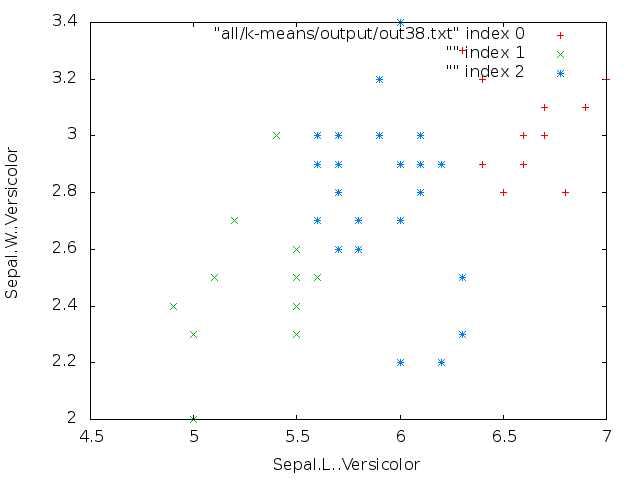 3.4
3.2
3
2.8
2.6
2.4
2.2
2
4.5 5 5.5 6 6.5 7
Sepal.W..Versicolor
Sepal.L..Versicolor
"all/k-means/output/out38.txt" index 0
"" index 1
"" index 2